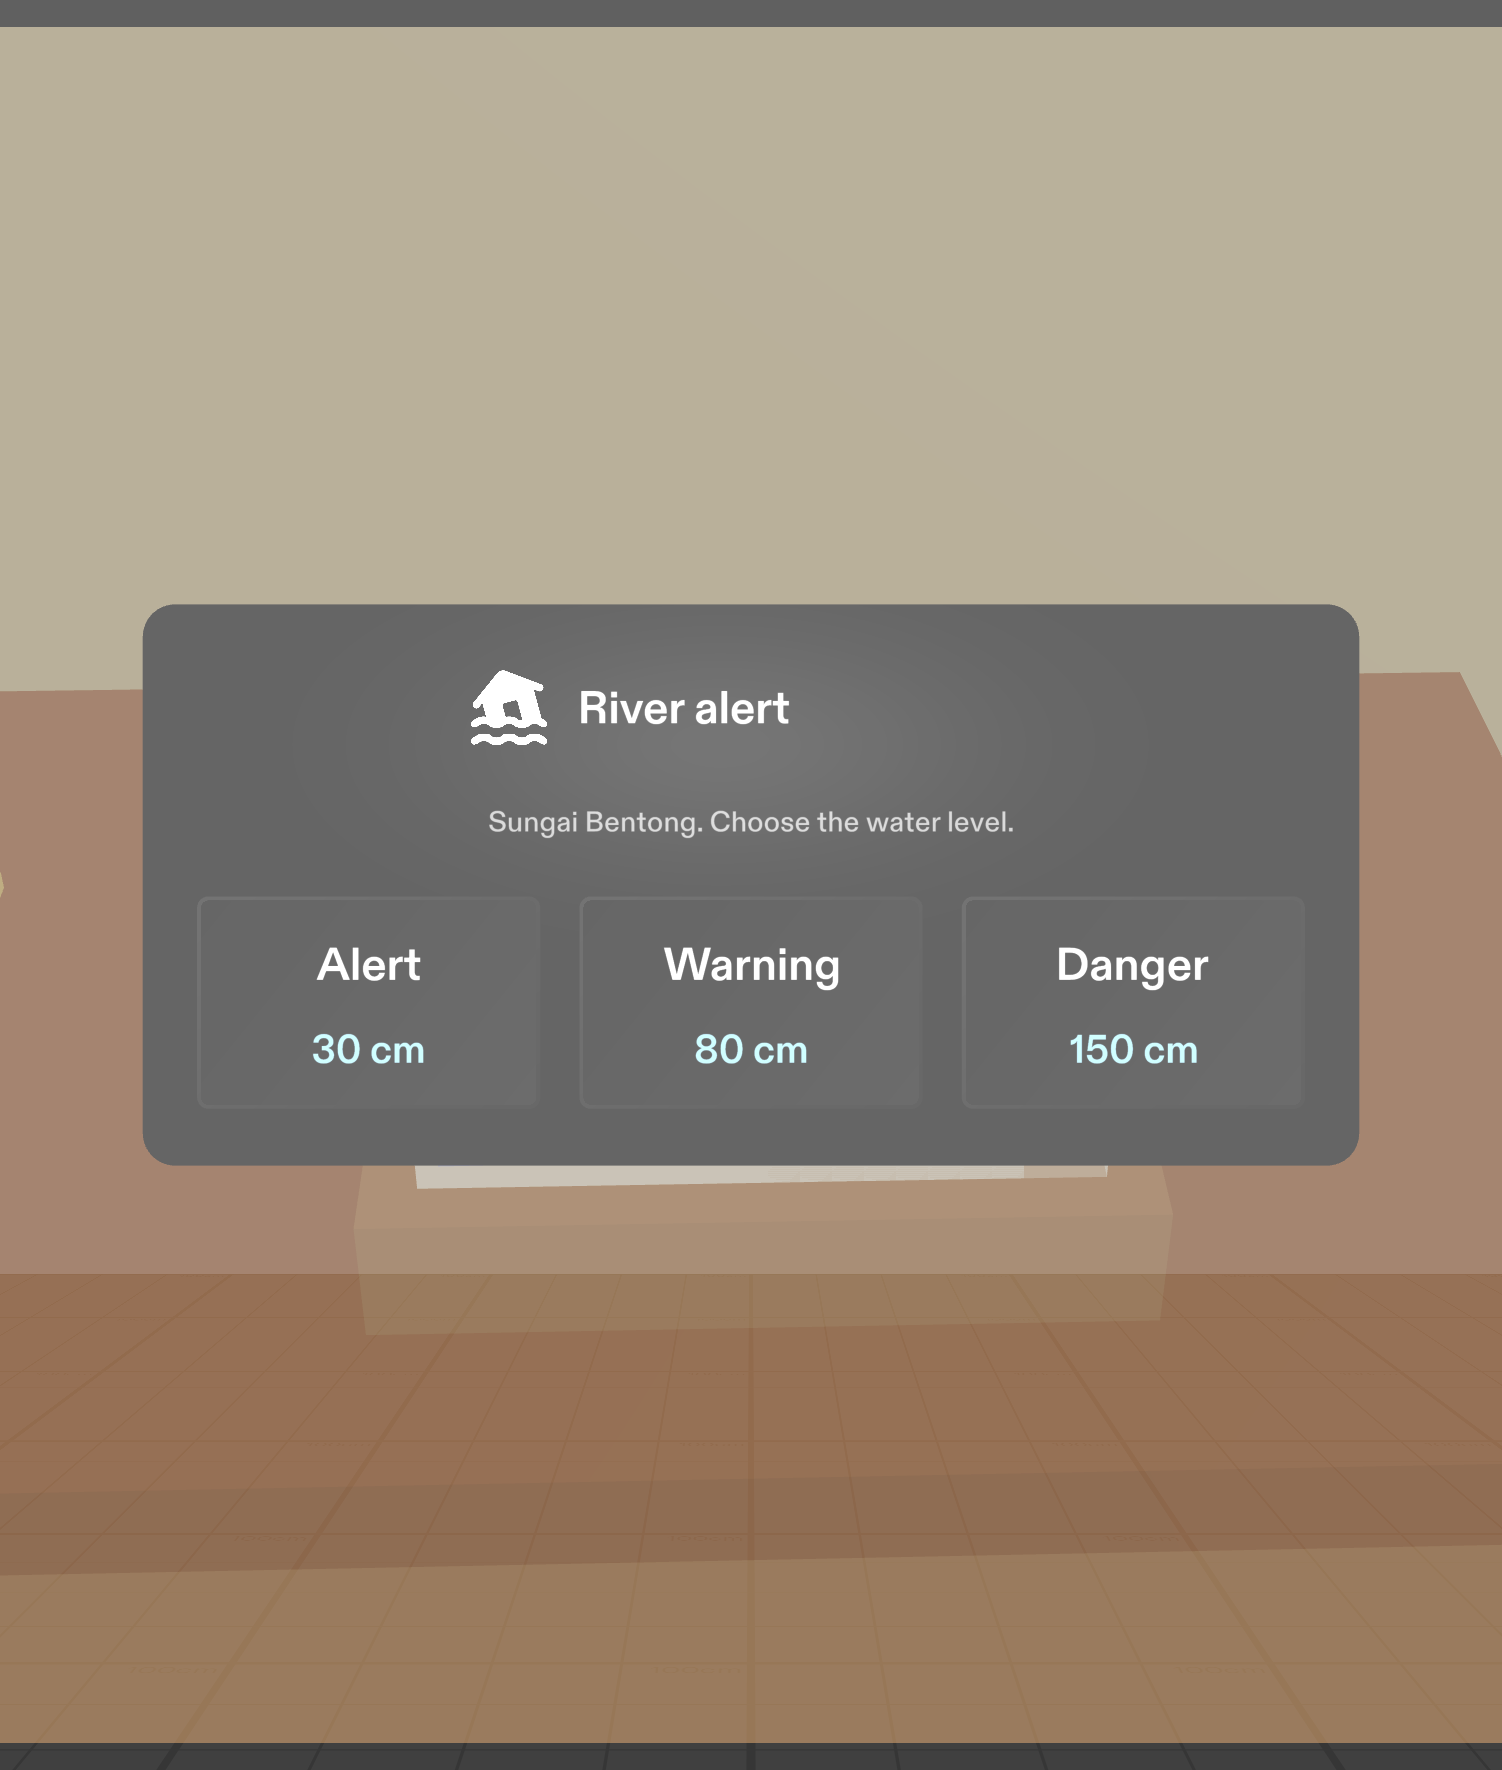 River alert
Sungai Bentong. Choose the water level.
Alert
30 cm
Warning
80 cm
Danger
150 cm